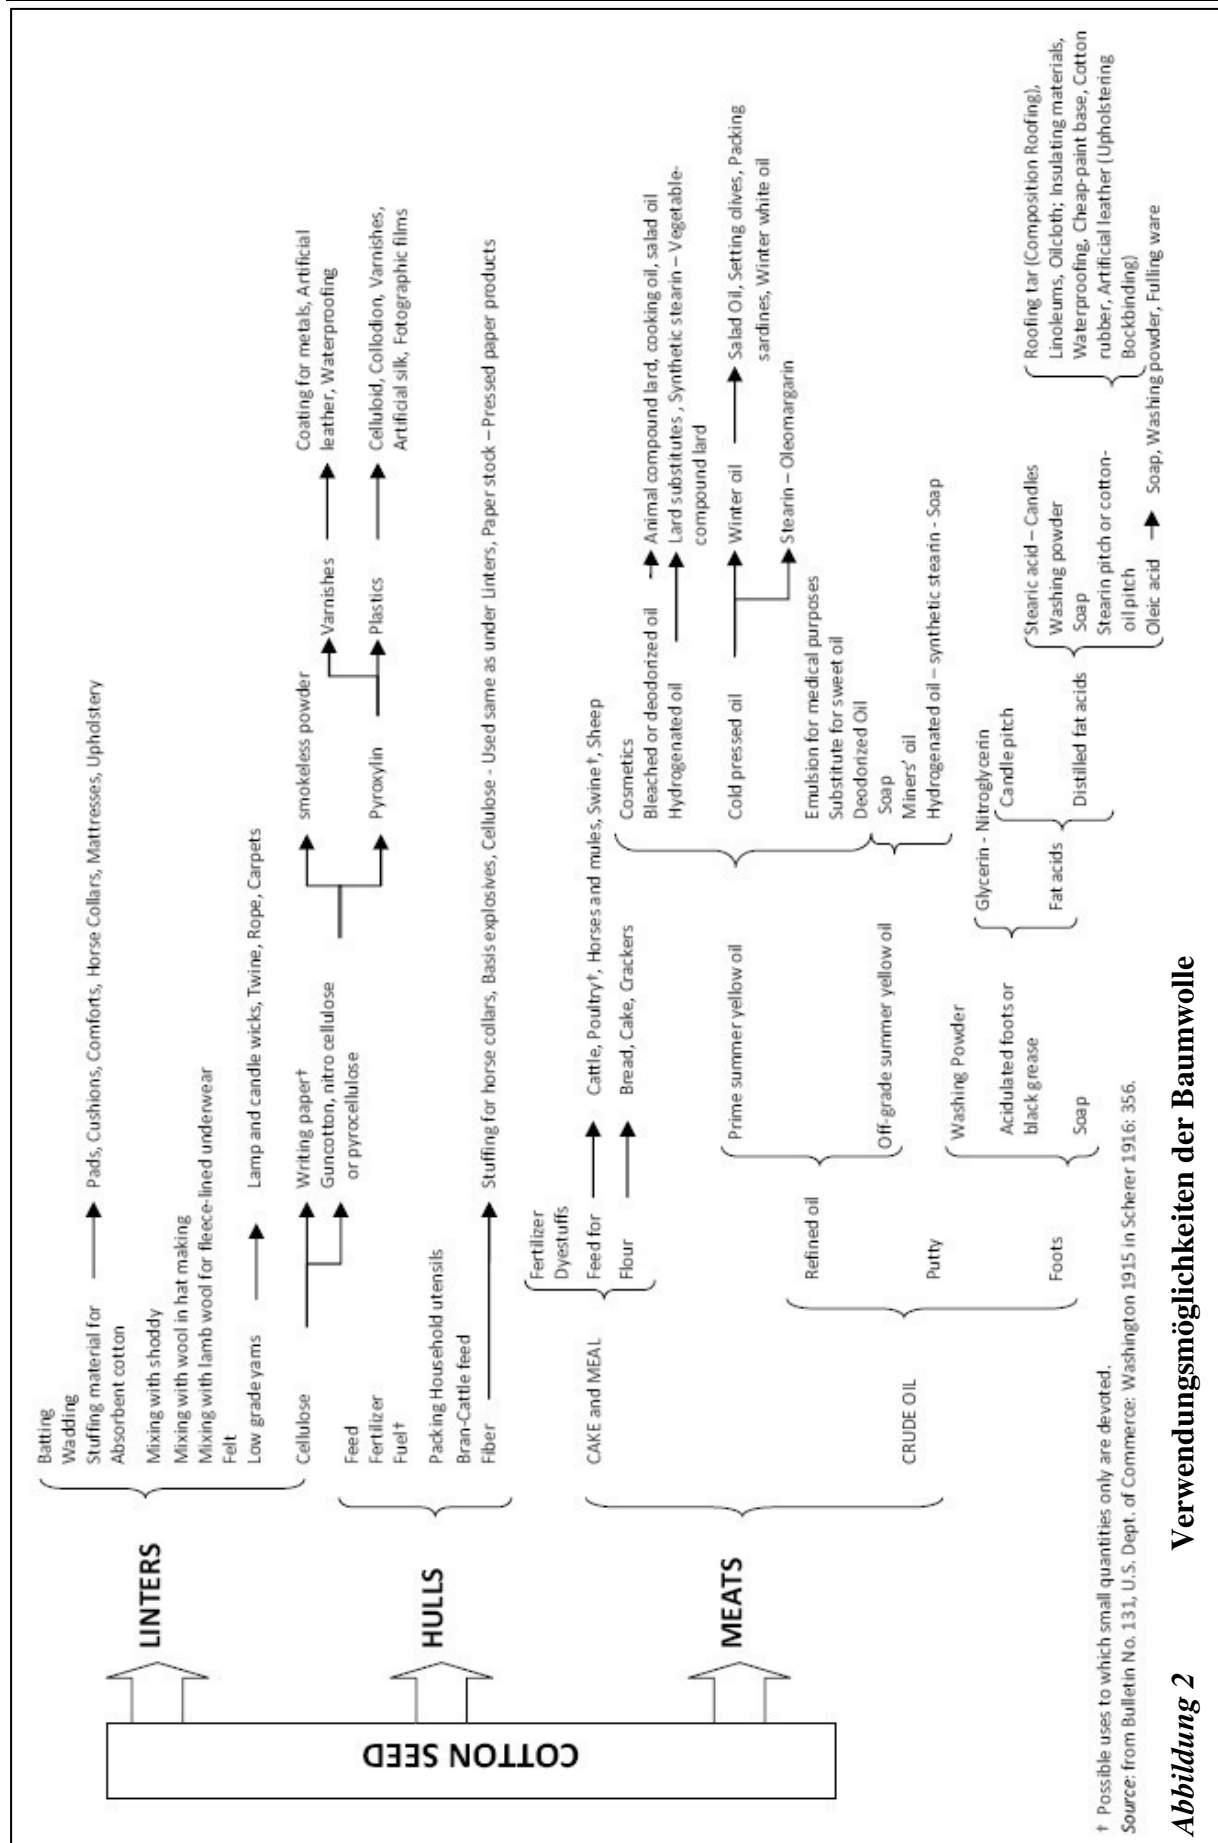 COTTON SEED
LINTERS
Batting
Wadding
Stuffing material for
Pads, Cushions, Comforts, Horse Collars, Mattresses, Upholstery
Absorbent cotton
Mixing with shoddy
Mixing with wool in hat making
Mixing with lamb wool for fleece-lined underwear
Felt
Low grade yarns
Lamp and candle wicks, Twine, Rope, Carpets
Cellulose
Writing paper†
Guncotton, nitro cellulose
or pyrocellulose
smokeless powder
Pyroxylin
Varnishes
Coating for metals, Artificial
leather, Waterproofing
Plastics
Celluloid, Collodion, Varnishes,
Artificial silk, Fotographic films
HULLS
Feed
Fertilizer
Fuel†
Packing Household utensils
Bran-Cattle feed
Fiber
Stuffing for horse collars, Basis explosives, Cellulose - Used same as under Linters, Paper stock – Pressed paper products
MEATS
CAKE and MEAL
Fertilizer
Dyestuffs
Feed for
Cattle, Poultry†, Horses and mules, Swine†, Sheep
Flour
Bread, Cake, Crackers
CRUDE OIL
Refined oil
Prime summer yellow oil
Cosmetics
Bleached or deodorized oil
Animal compound lard, cooking oil, salad oil
Hydrogenated oil
Lard substitutes , Synthetic stearin – Vegetable-
compound lard
Cold pressed oil
Winter oil
Salad Oil, Setting olives, Packing
sardines, Winter white oil
Stearin – Oleomargarin
Emulsion for medical purposes
Substitute for sweet oil
Deodorized Oil
Off-grade summer yellow oil
Soap
Miners' oil
Hydrogenated oil – synthetic stearin - Soap
Putty
Foots
Washing Powder
Acidulated foots or
black grease
Soap
Glycerin - Nitroglycerin
Fat acids
Candle pitch
Distilled fat acids
Stearic acid – Candles
Washing powder
Soap
Stearin pitch or cotton-
oil pitch
Roofing tar (Composition Roofing),
Linoleums, Oilcloth; Insulating materials,
Waterproofing, Cheap-paint base, Cotton
rubber, Artificial leather (Upholstering
Bockbinding)
Oleic acid
Soap, Washing powder, Fulling ware
† Possible uses to which small quantities only are devoted.
Source: from Bulletin No. 131, U.S. Dept. of Commerce: Washington 1915 in Scherer 1916: 356.
Abbildung 2 Verwendungsmöglichkeiten der Baumwolle